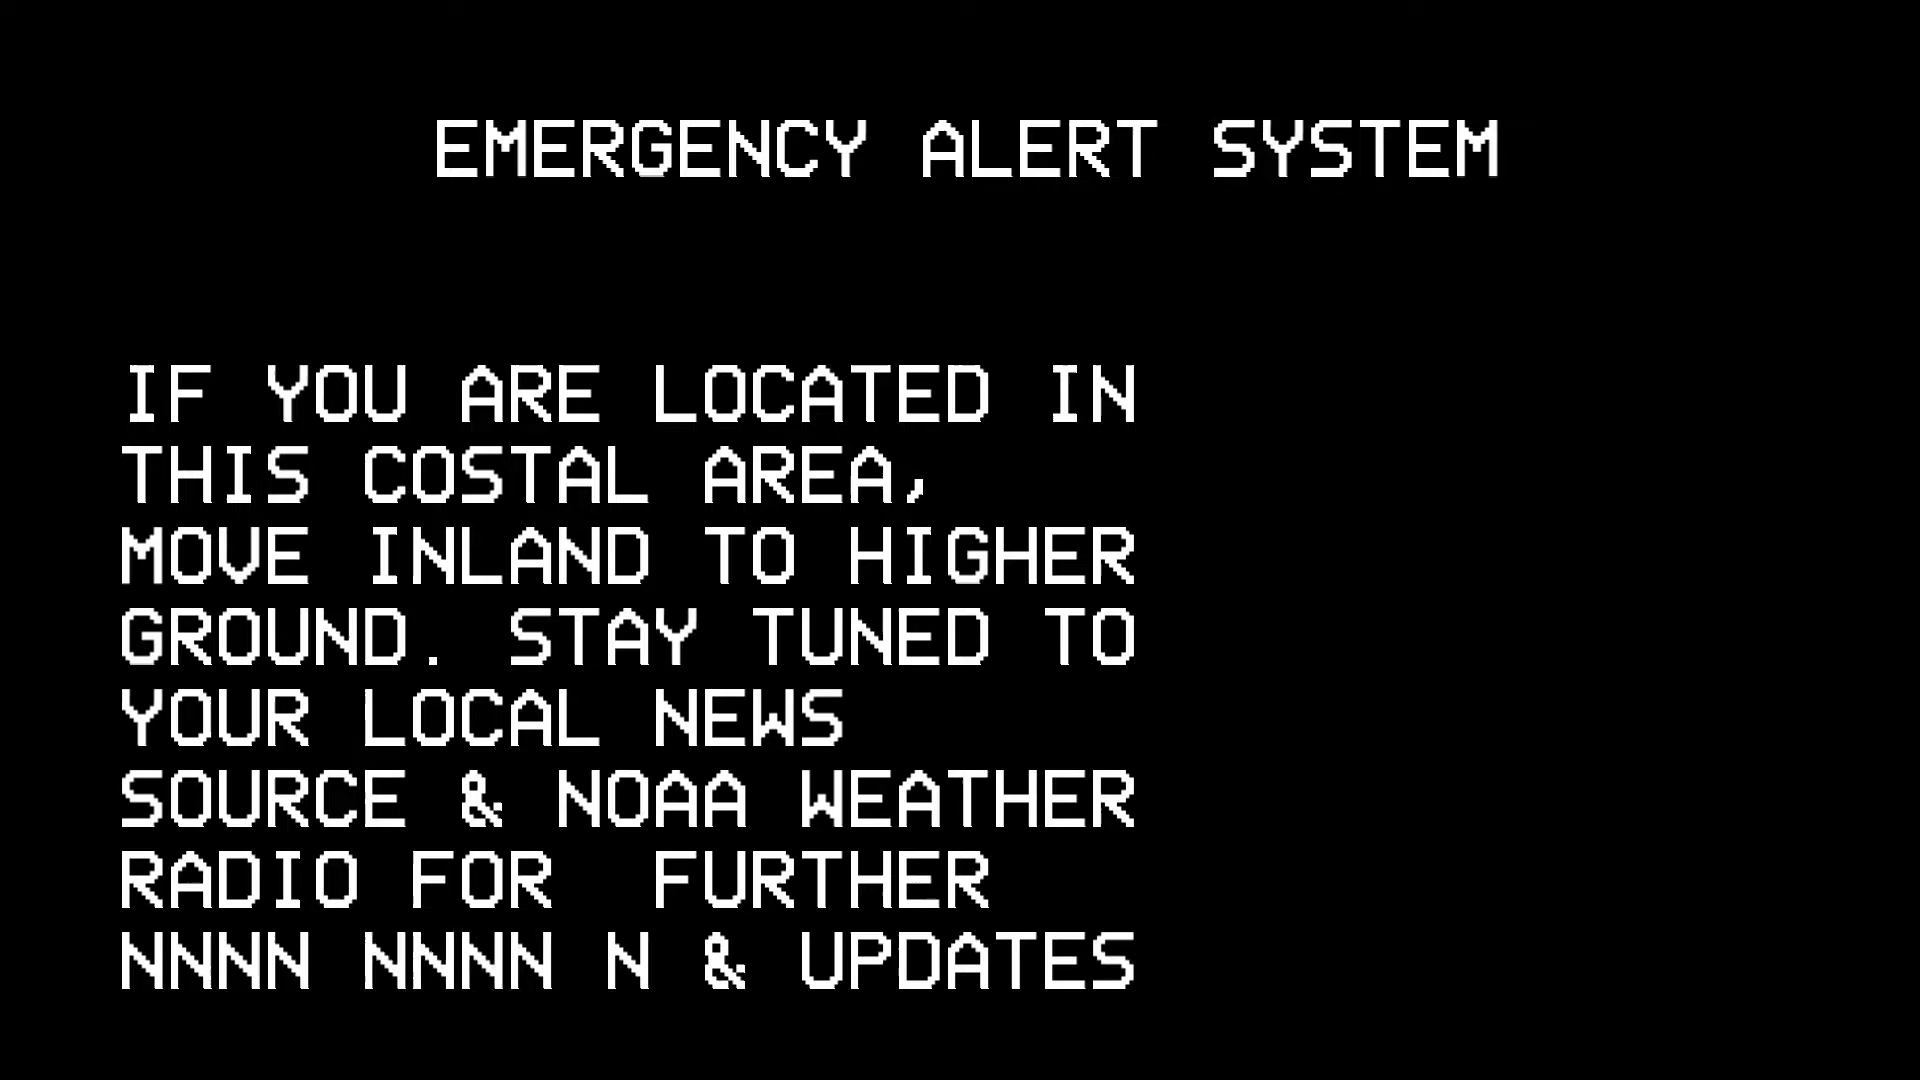 EMERGENCY ALERT SYSTEM
IF YOU ARE LOCATED IN
THIS COSTAL AREA,
MOVE INLAND TO HIGHER
GROUND. STAY TUNED TO
YOUR LOCAL NEWS
SOURCE & NOAA WEATHER
RADIO FOR  FURTHER
NNNN NNNN N & UPDATES